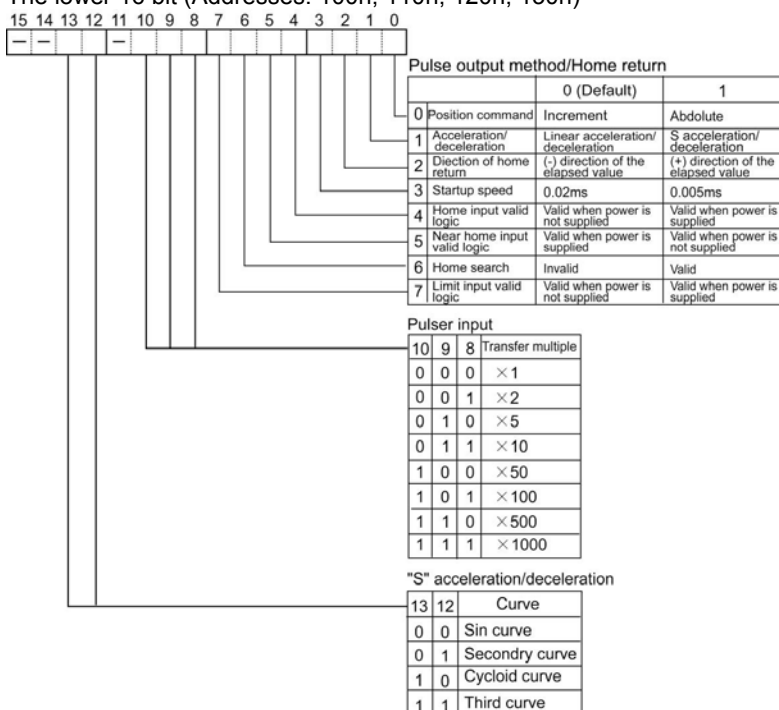 The lower 16 bit (Addresses: 100h, 110h, 120h, 130h)
15 14 13 12 11 10 9 8 7 6 5 4 3 2 1 0
— — —
Pulse output method/Home return
0 (Default) 1
0 Position command Increment Abdolute
1 Acceleration/ deceleration Linear acceleration/ deceleration S acceleration/ deceleration
2 Diection of home return (-) direction of the elapsed value (+) direction of the elapsed value
3 Startup speed 0.02ms 0.005ms
4 Home input valid logic Valid when power is not supplied Valid when power is supplied
5 Near home input valid logic Valid when power is supplied Valid when power is not supplied
6 Home search Invalid Valid
7 Limit input valid logic Valid when power is not supplied Valid when power is supplied
Pulser input
10 9 8 Transfer multiple
0 0 0 ×1
0 0 1 ×2
0 1 0 ×5
0 1 1 ×10
1 0 0 ×50
1 0 1 ×100
1 1 0 ×500
1 1 1 ×1000
"S" acceleration/deceleration
13 12 Curve
0 0 Sin curve
0 1 Secondry curve
1 0 Cycloid curve
1 1 Third curve